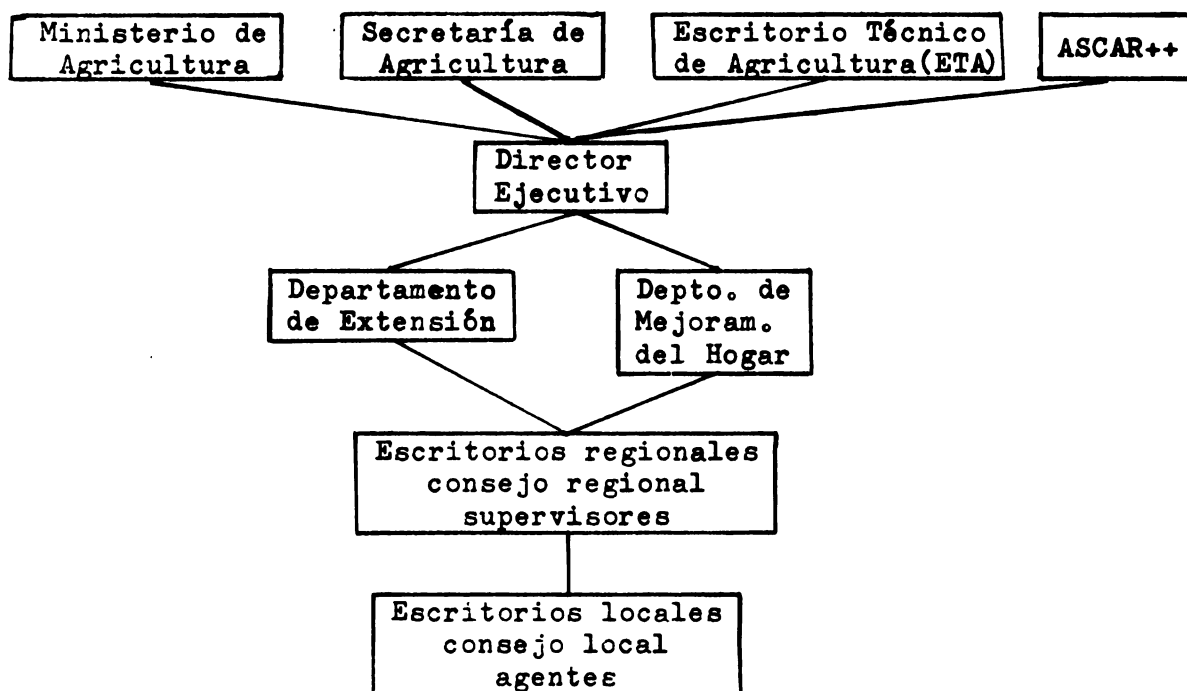 Ministerio de
Agricultura
Secretaría de
Agricultura
Escritorio Técnico
de Agricultura(ETA)
ASCAR++
Director
Ejecutivo
Departamento
de Extensión
Depto. de
Mejoram.
del Hogar
Escritorios regionales
consejo regional
supervisores
Escritorios locales
consejo local
agentes